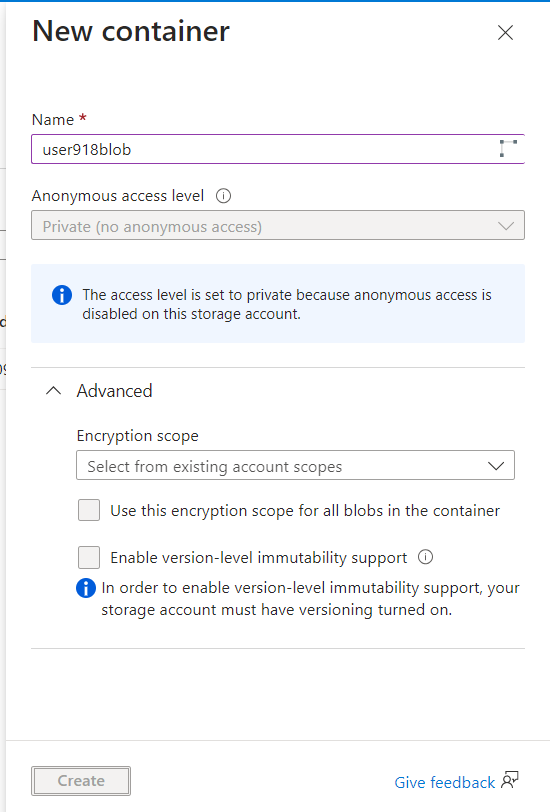 New container
Name *
user918blob
Anonymous access level
Private (no anonymous access)
The access level is set to private because anonymous access is
disabled on this storage account.
Advanced
Encryption scope
Select from existing account scopes
Use this encryption scope for all blobs in the container
Enable version-level immutability support
In order to enable version-level immutability support, your
storage account must have versioning turned on.
Create
Give feedback